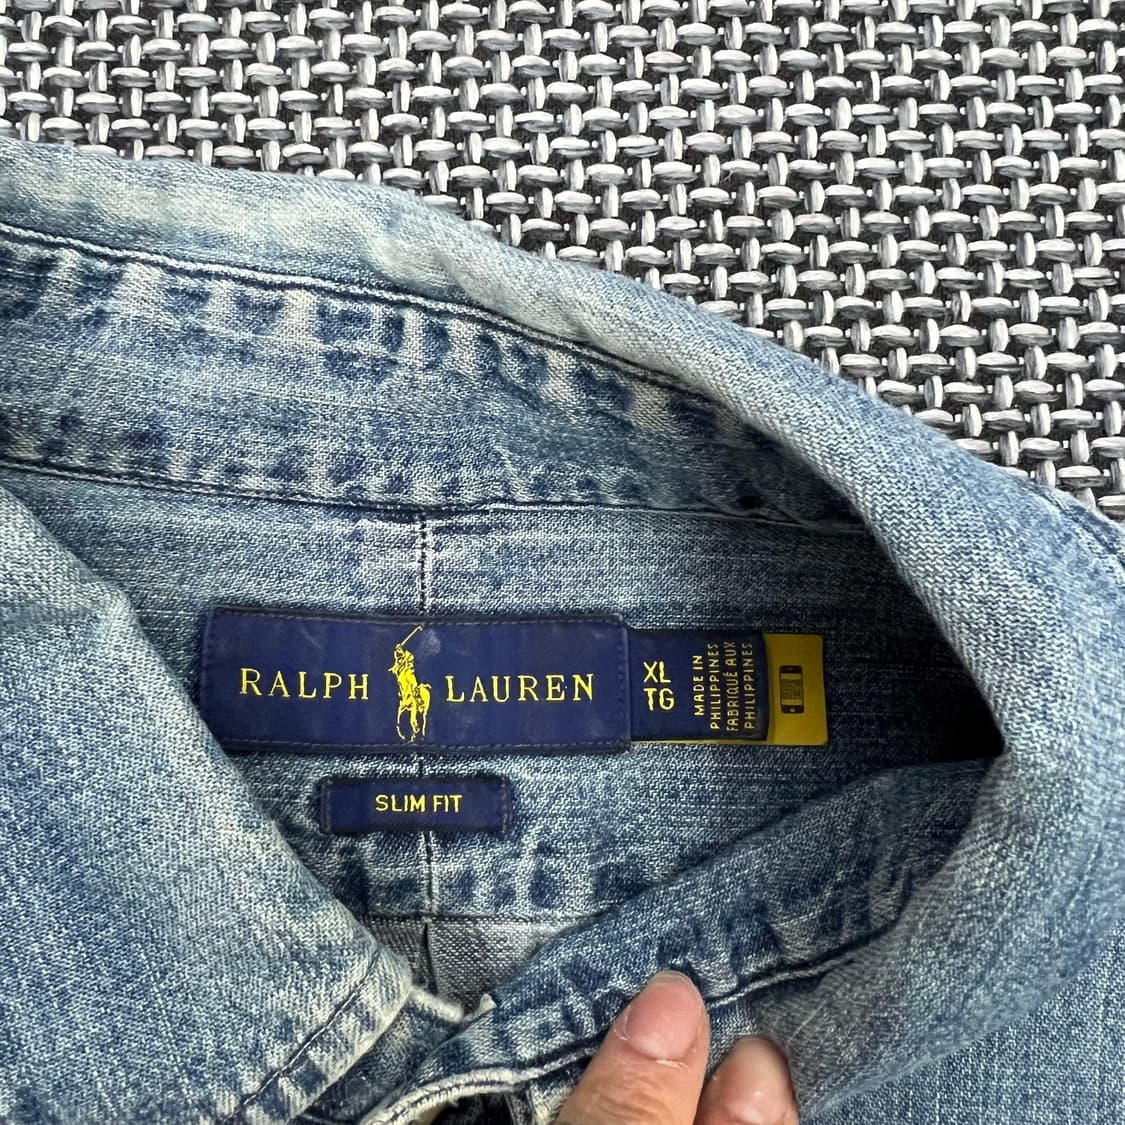 RALPH LAUREN
XL
TG
MADE IN
PHILIPPINES
FABRIQUÉ AUX
PHILIPPINES
SLIM FIT